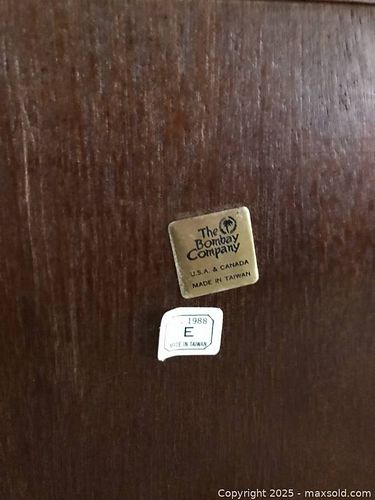 The
Bombay
Company
U.S.A. & CANADA
MADE IN TAIWAN
1988
E
MADE IN TAIWAN
Copyright © 2025 - maxsold.com